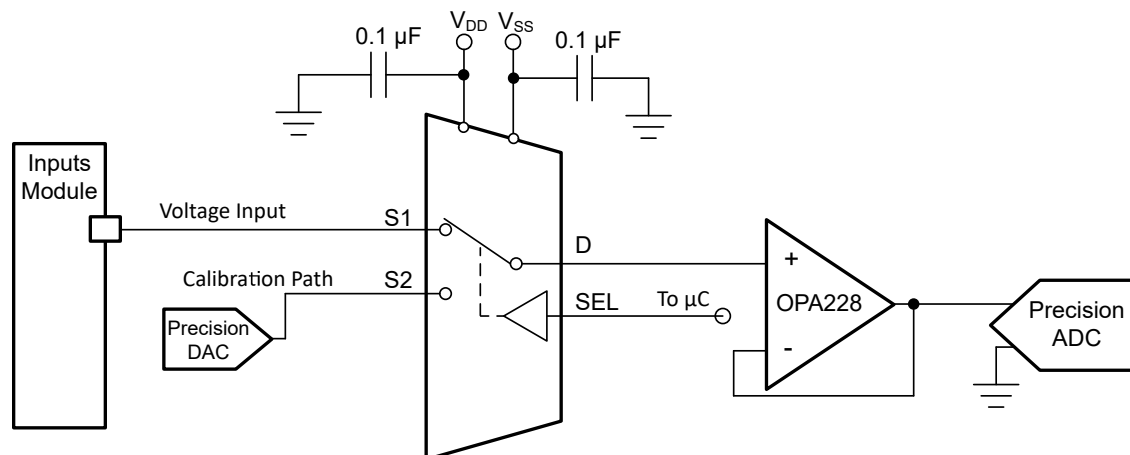 V_DD
V_SS
0.1 µF
0.1 µF
Inputs
Module
Voltage Input
S1
D
Calibration Path
S2
SEL
To µC
Precision
DAC
+
OPA228
-
Precision
ADC